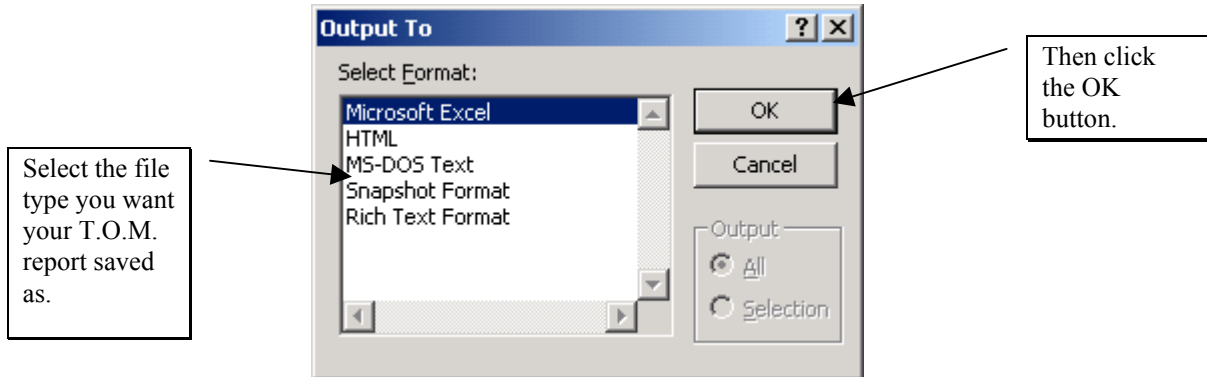 Output To
Select Format:
Microsoft Excel
HTML
MS-DOS Text
Snapshot Format
Rich Text Format
OK
Cancel
Output
All
Selection
Select the file
type you want
your T.O.M.
report saved
as.
Then click
the OK
button.